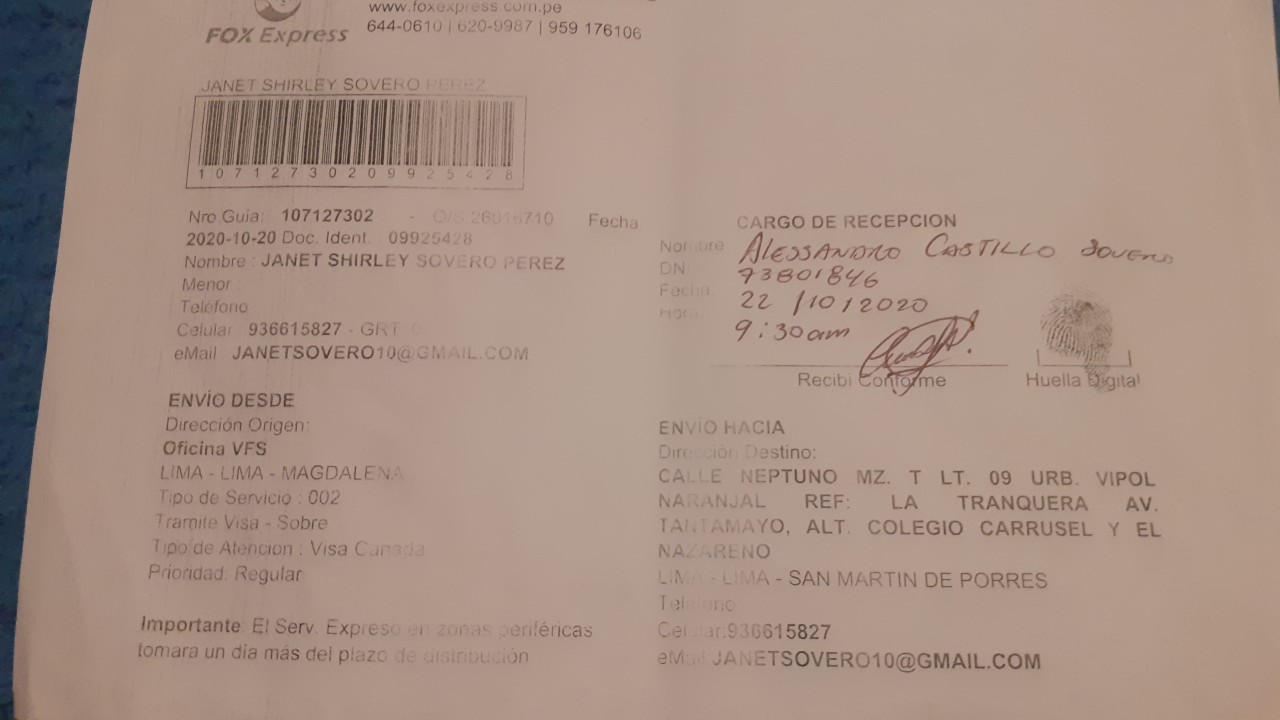 www.foxexpress.com.pe
FOX Express
644-0610 | 620-9987 | 959 176106
JANET SHIRLEY SOVERO PEREZ
10712730209925428
Nro.Guia: 107127302 - O/S:26016710 Fecha
2020-10-20 Doc. Ident. 09925428
Nombre : JANET SHIRLEY SOVERO PEREZ
Menor :
Teléfono
Celular 936615827 - GRT
eMail JANETSOVERO10@GMAIL.COM
ENVÍO DESDE
Dirección Origen:
Oficina VFS
LIMA - LIMA - MAGDALENA
Tipo de Servicio : 002
Tramite Visa - Sobre
Tipo de Atencion : Visa Canada
Prioridad: Regular
Importante El Serv. Expreso en zonas periféricas
tomara un día más del plazo de distribución
CARGO DE RECEPCION
Nombre ALESSANDRO CASTILLO SOVERO
DNI 73801846
Fecha 22 /10/2020
Hora 9:30am
Recibi Conforme
Huella Digital
ENVÍO HACIA
Dirección Destino:
CALLE NEPTUNO MZ. T LT. 09 URB. VIPOL
NARANJAL REF: LA TRANQUERA AV.
TANTAMAYO, ALT. COLEGIO CARRUSEL Y EL
NAZARENO
LIMA - LIMA - SAN MARTIN DE PORRES
Telefono
Celular:936615827
eMail JANETSOVERO10@GMAIL.COM